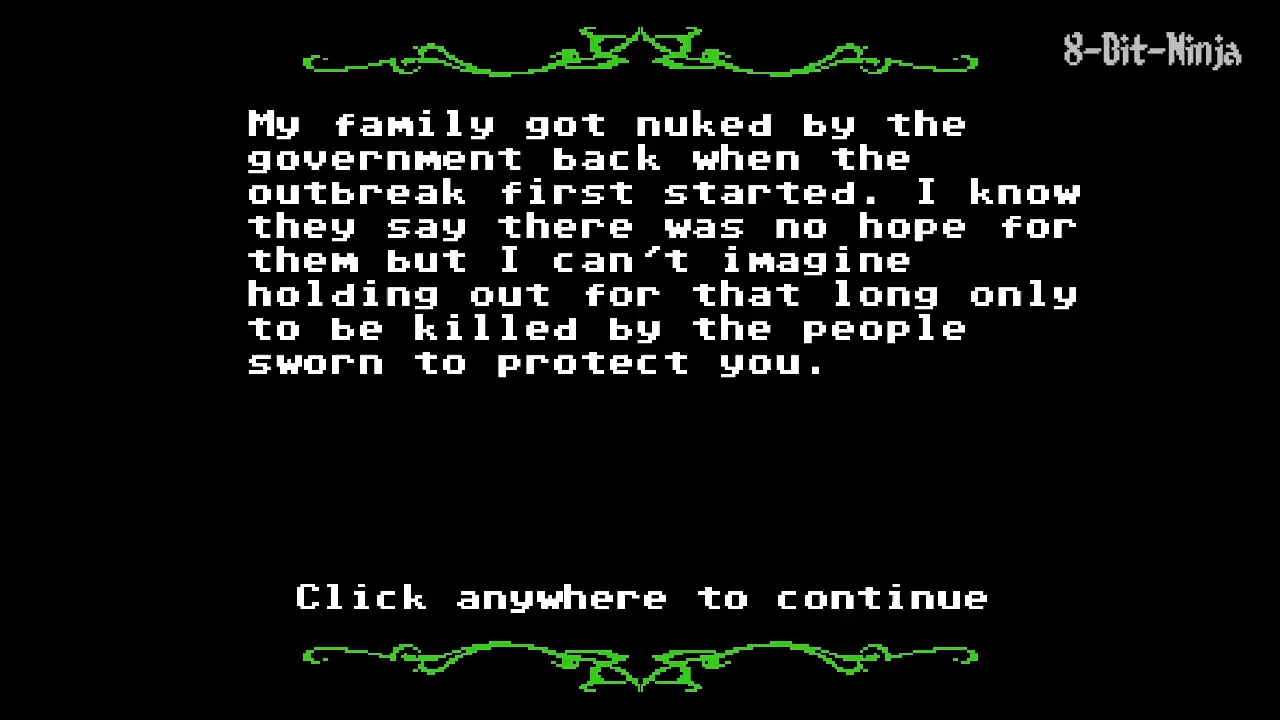 8-Bit-Ninja
My family got nuked by the
government back when the
outbreak first started. I know
they say there was no hope for
them but I can't imagine
holding out for that long only
to be killed by the people
sworn to protect you.
Click anywhere to continue